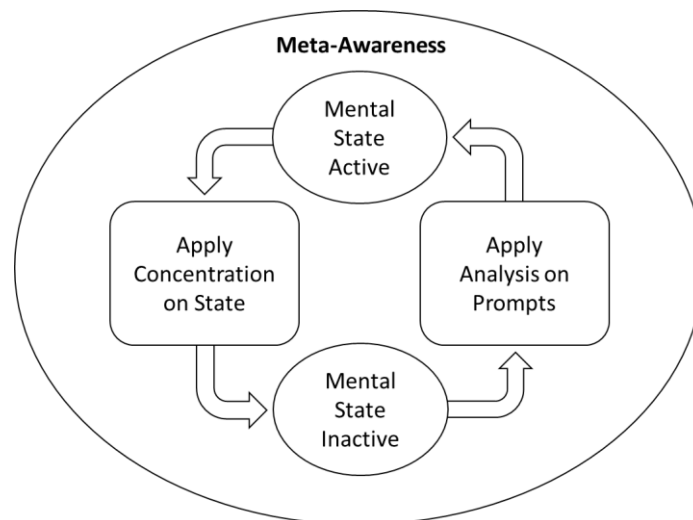 Meta-Awareness
Mental
State
Active
Apply
Concentration
on State
Apply
Analysis on
Prompts
Mental
State
Inactive